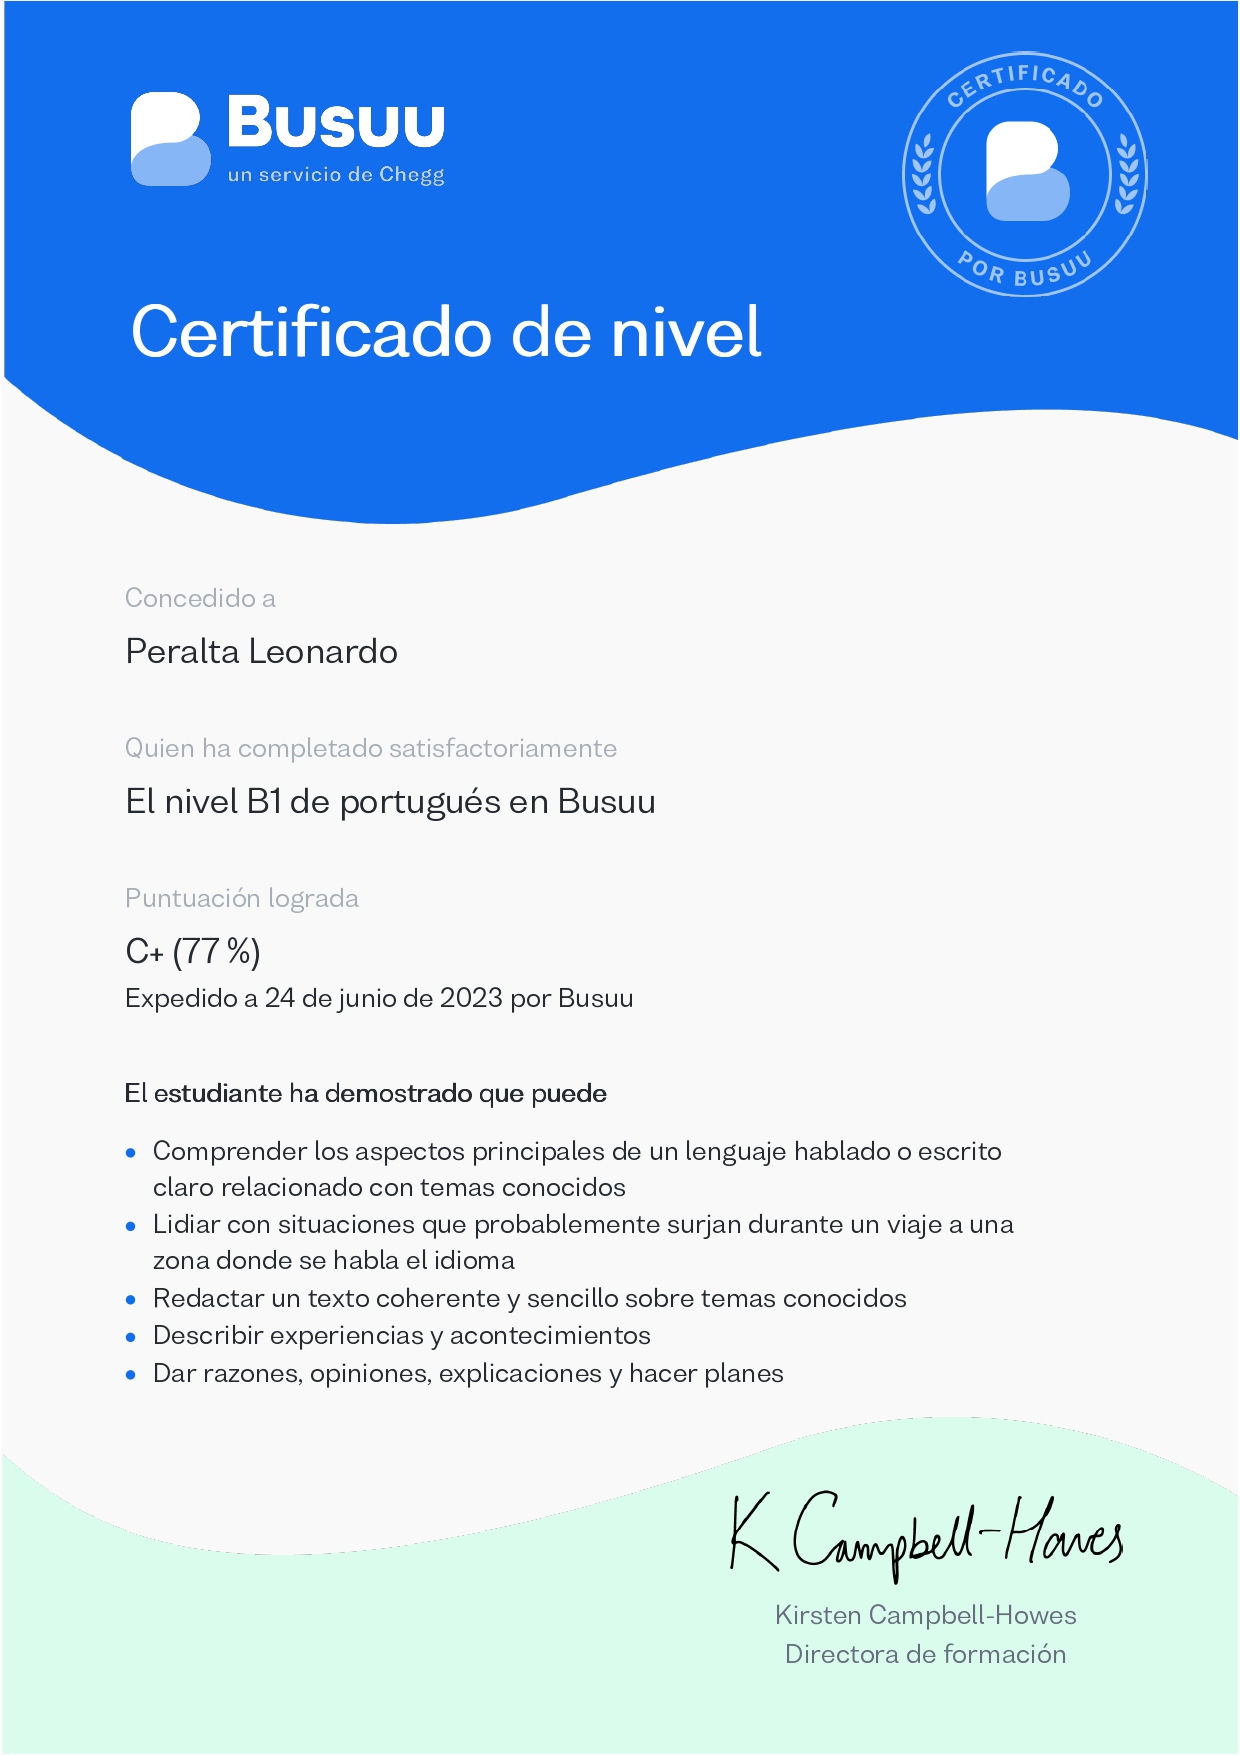 Busuu
un servicio de Chegg
CERTIFICADO
POR BUSUU
Certificado de nivel
Concedido a
Peralta Leonardo
Quien ha completado satisfactoriamente
El nivel B1 de portugués en Busuu
Puntuación lograda
C+ (77 %)
Expedido a 24 de junio de 2023 por Busuu
El estudiante ha demostrado que puede
• Comprender los aspectos principales de un lenguaje hablado o escrito
claro relacionado con temas conocidos
• Lidiar con situaciones que probablemente surjan durante un viaje a una
zona donde se habla el idioma
• Redactar un texto coherente y sencillo sobre temas conocidos
• Describir experiencias y acontecimientos
• Dar razones, opiniones, explicaciones y hacer planes
K Campbell-Howes
Kirsten Campbell-Howes
Directora de formación